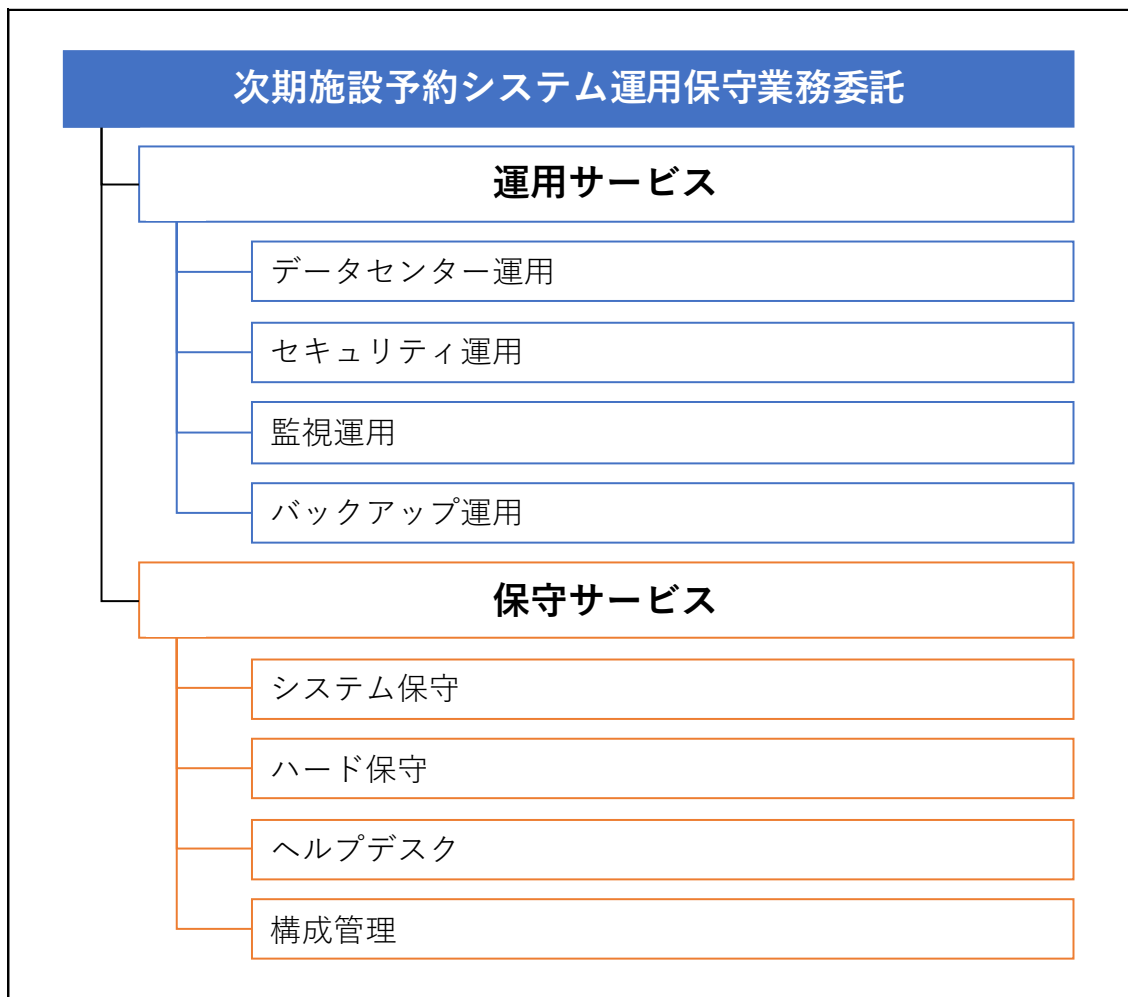 次期施設予約システム運用保守業務委託
運用サービス
データセンター運用
セキュリティ運用
監視運用
バックアップ運用
保守サービス
システム保守
ハード保守
ヘルプデスク
構成管理